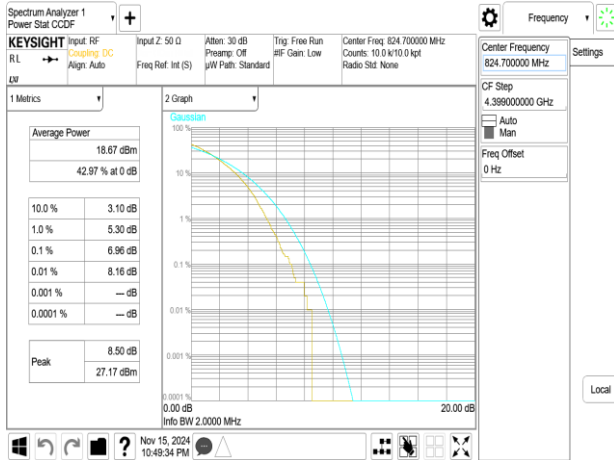 Spectrum Analyzer 1
Power Stat CCDF
KEYSIGHT
RL
Input: RF
Coupling: DC
Align: Auto
Input Z: 50 Ω
Freq Ref: Int (S)
Atten: 30 dB
Preamp: Off
µW Path: Standard
Trig: Free Run
#IF Gain: Low
Center Freq: 824.700000 MHz
Counts: 10.0 k/10.0 kpt
Radio Std: None
LXI
1 Metrics
Average Power
18.67 dBm
42.97 % at 0 dB
10.0 % 3.10 dB
1.0 % 5.30 dB
0.1 % 6.96 dB
0.01 % 8.16 dB
0.001 % — dB
0.0001 % — dB
Peak
8.50 dB
27.17 dBm
2 Graph
Gaussian
100 %
10 %
1 %
0.1 %
0.01 %
0.001 %
0.0001 %
0.00 dB 20.00 dB
Info BW 2.0000 MHz
Frequency
Center Frequency
824.700000 MHz
CF Step
4.399000000 GHz
Auto
Man
Freq Offset
0 Hz
Settings
Local
?
Nov 15, 2024
10:49:34 PM